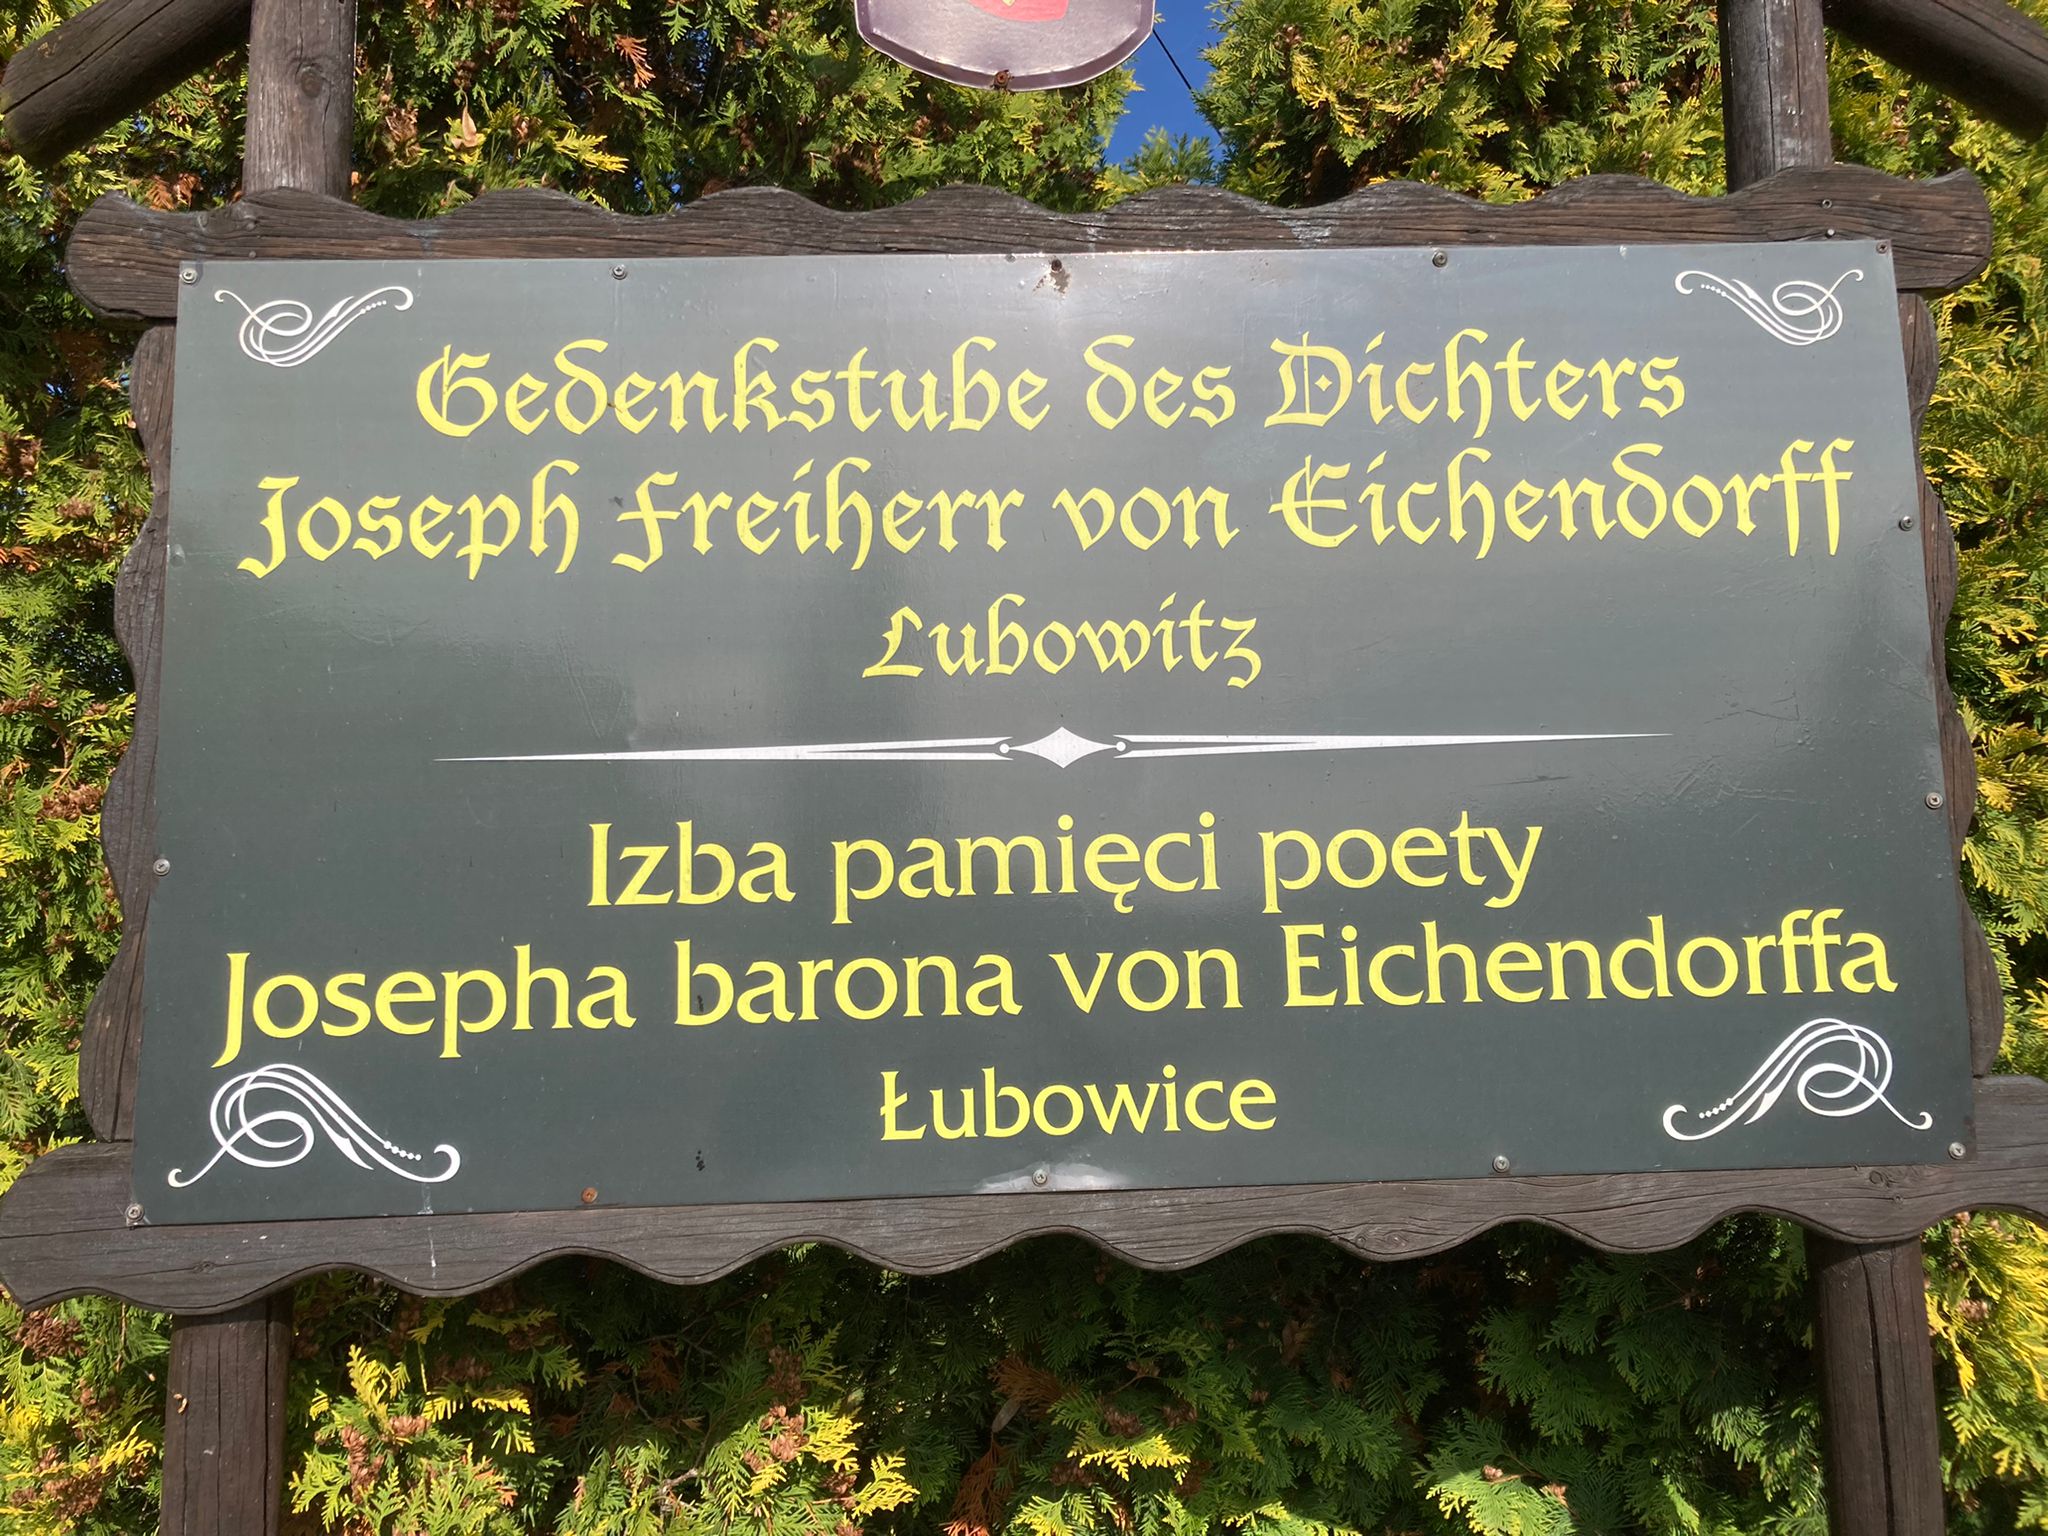 Gedenkstube des Dichters
Joseph Freiherr von Eichendorff
Lubowitz
Izba pamięci poety
Josepha barona von Eichendorffa
Łubowice